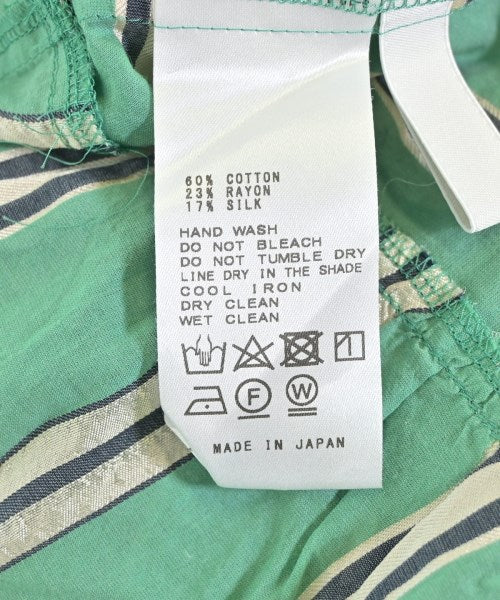 60% COTTON
23% RAYON
17% SILK
HAND WASH
DO NOT BLEACH
DO NOT TUMBLE DRY
LINE DRY IN THE SHADE
COOL IRON
DRY CLEAN
WET CLEAN
F W
MADE IN JAPAN